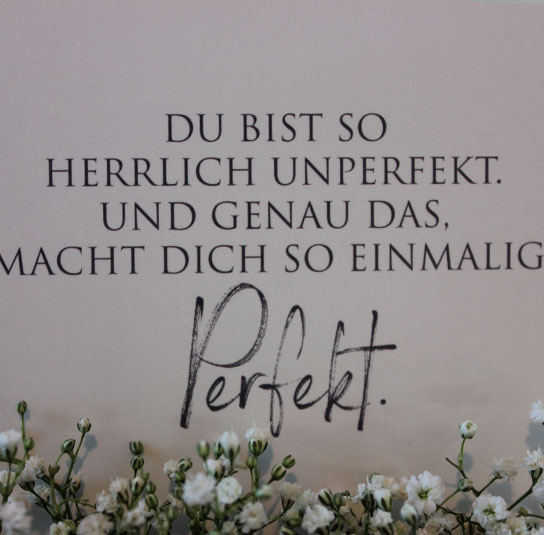 DU BIST SO
HERRLICH UNPERFEKT.
UND GENAU DAS,
MACHT DICH SO EINMALIG
Perfekt.